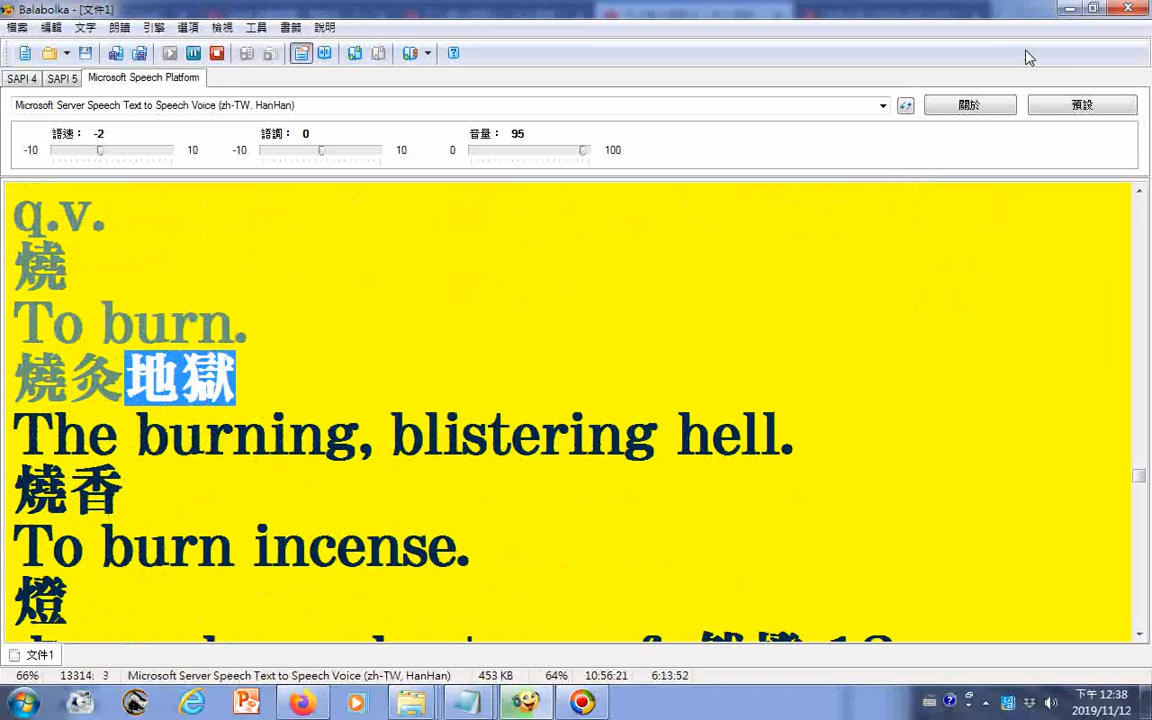 Balabolka - [文件1]
檔案 編輯 文字 朗讀 引擎 選項 檢視 工具 書籤 說明
SAPI 4 SAPI 5 Microsoft Speech Platform
Microsoft Server Speech Text to Speech Voice (zh-TW, HanHan) 關於 預設
語速： -2 語調： 0 音量： 95
-10 10 -10 10 0 100
q.v.
燒
To burn.
燒灸地獄
The burning, blistering hell.
燒香
To burn incense.
燈
文件1
66% 13314: 3 Microsoft Server Speech Text to Speech Voice (zh-TW, HanHan) 453 KB 64% 10:56:21 6:13:52
下午 12:38
2019/11/12